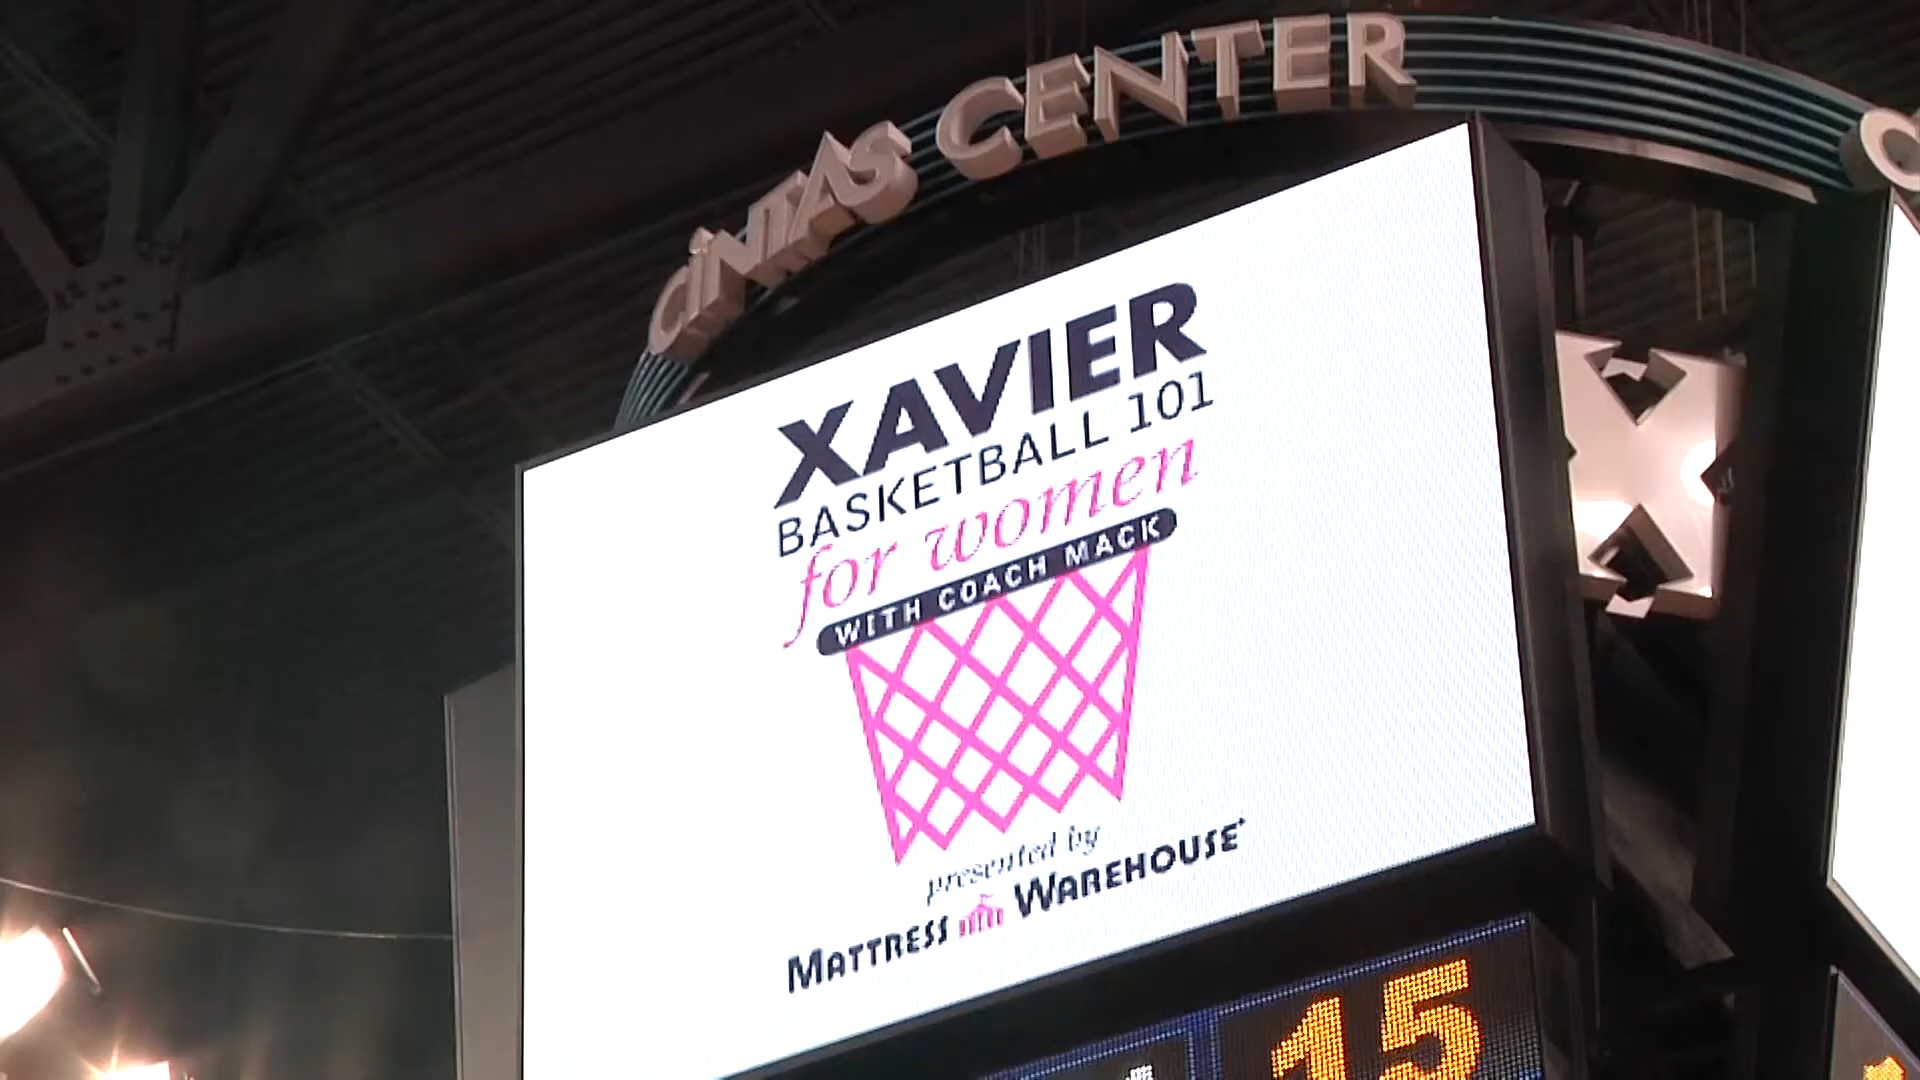 CINTAS CENTER
XAVIER
BASKETBALL 101
for women
WITH COACH MACK
presented by
MATTRESS WAREHOUSE
15